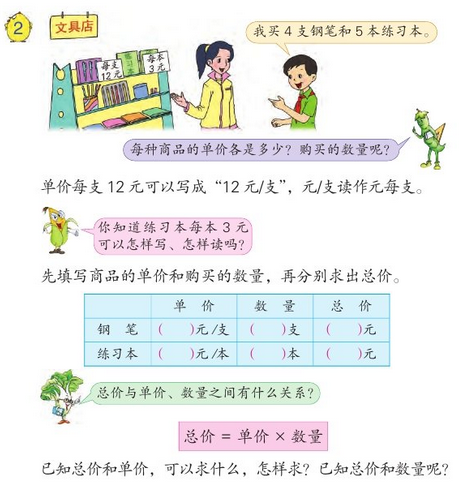 2
文具店
每支
12元
练习本
每本
3元
我买4支钢笔和5本练习本。
每种商品的单价各是多少？购买的数量呢？
单价每支12元可以写成“12元/支”，元/支读作元每支。
你知道练习本每本3元
可以怎样写、怎样读吗？
先填写商品的单价和购买的数量，再分别求出总价。
单 价 数 量 总 价
钢 笔 （ ）元/支 （ ）支 （ ）元
练习本 （ ）元/本 （ ）本 （ ）元
总价与单价、数量之间有什么关系？
总价 = 单价 × 数量
已知总价和单价，可以求什么，怎样求？已知总价和数量呢？